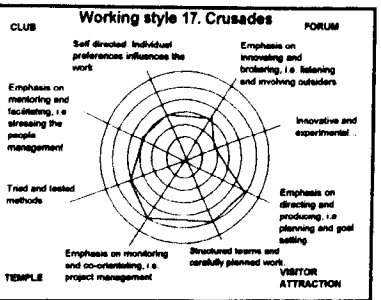 Working style 17. Crusades
CLUB
FORUM
Self directed. Individual
preferences influences the
work
Emphasis on
innovating and
brokering, i.e. listening
and involving outsiders
Emphasis on
mentoring and
facilitating, i.e
stressing the
people
management
Innovative and
experimental...
Tried and tested
methods
Emphasis on
directing and
producing, i.e
planning and goal
setting
Emphasis on monitoring
and co-orientating, i.e.
project management
Structured teams and
carefully planned work.
TEMPLE
VISITOR
ATTRACTION